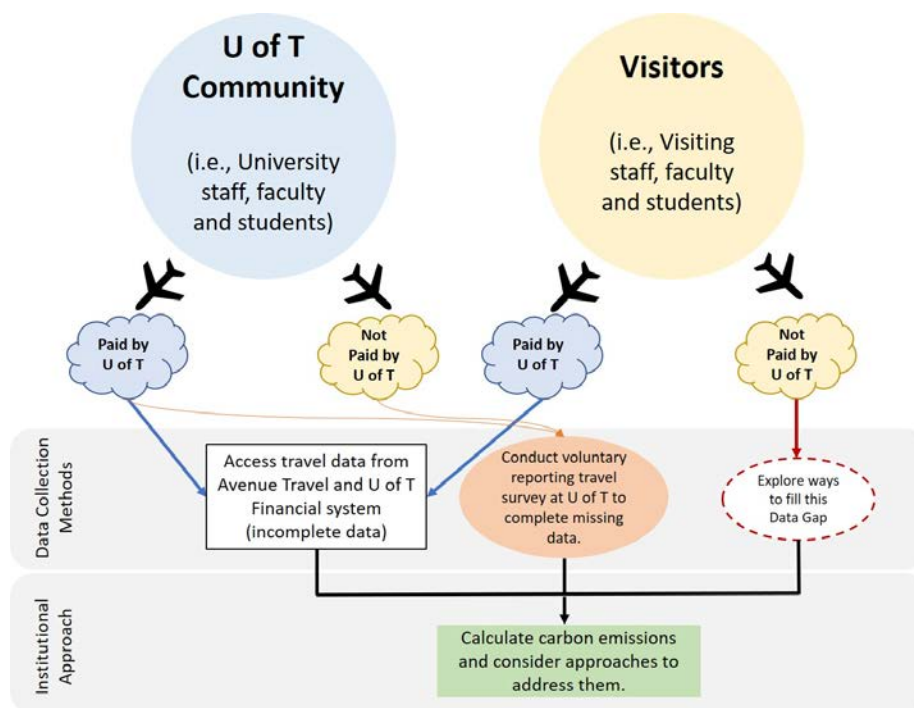 U of T
Community
(i.e., University
staff, faculty
and students)
Visitors
(i.e., Visiting
staff, faculty
and students)
Paid by
U of T
Not
Paid by
U of T
Paid by
U of T
Not
Paid by
U of T
Data Collection
Methods
Access travel data from
Avenue Travel and U of T
Financial system
(incomplete data)
Conduct voluntary
reporting travel
survey at U of T to
complete missing
data.
Explore ways
to fill this
Data Gap
Institutional
Approach
Calculate carbon emissions
and consider approaches to
address them.